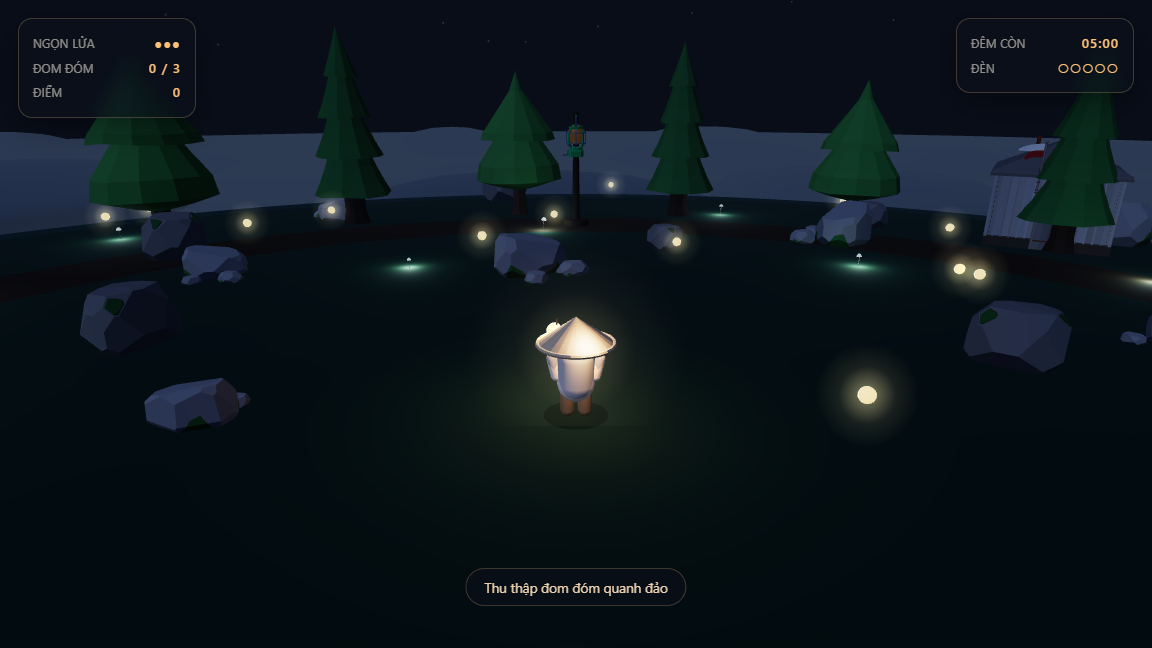 NGỌN LỬA ●●●
ĐOM ĐÓM 0 / 3
ĐIỂM 0
ĐÊM CÒN 05:00
ĐÈN ○○○○○
Thu thập đom đóm quanh đảo